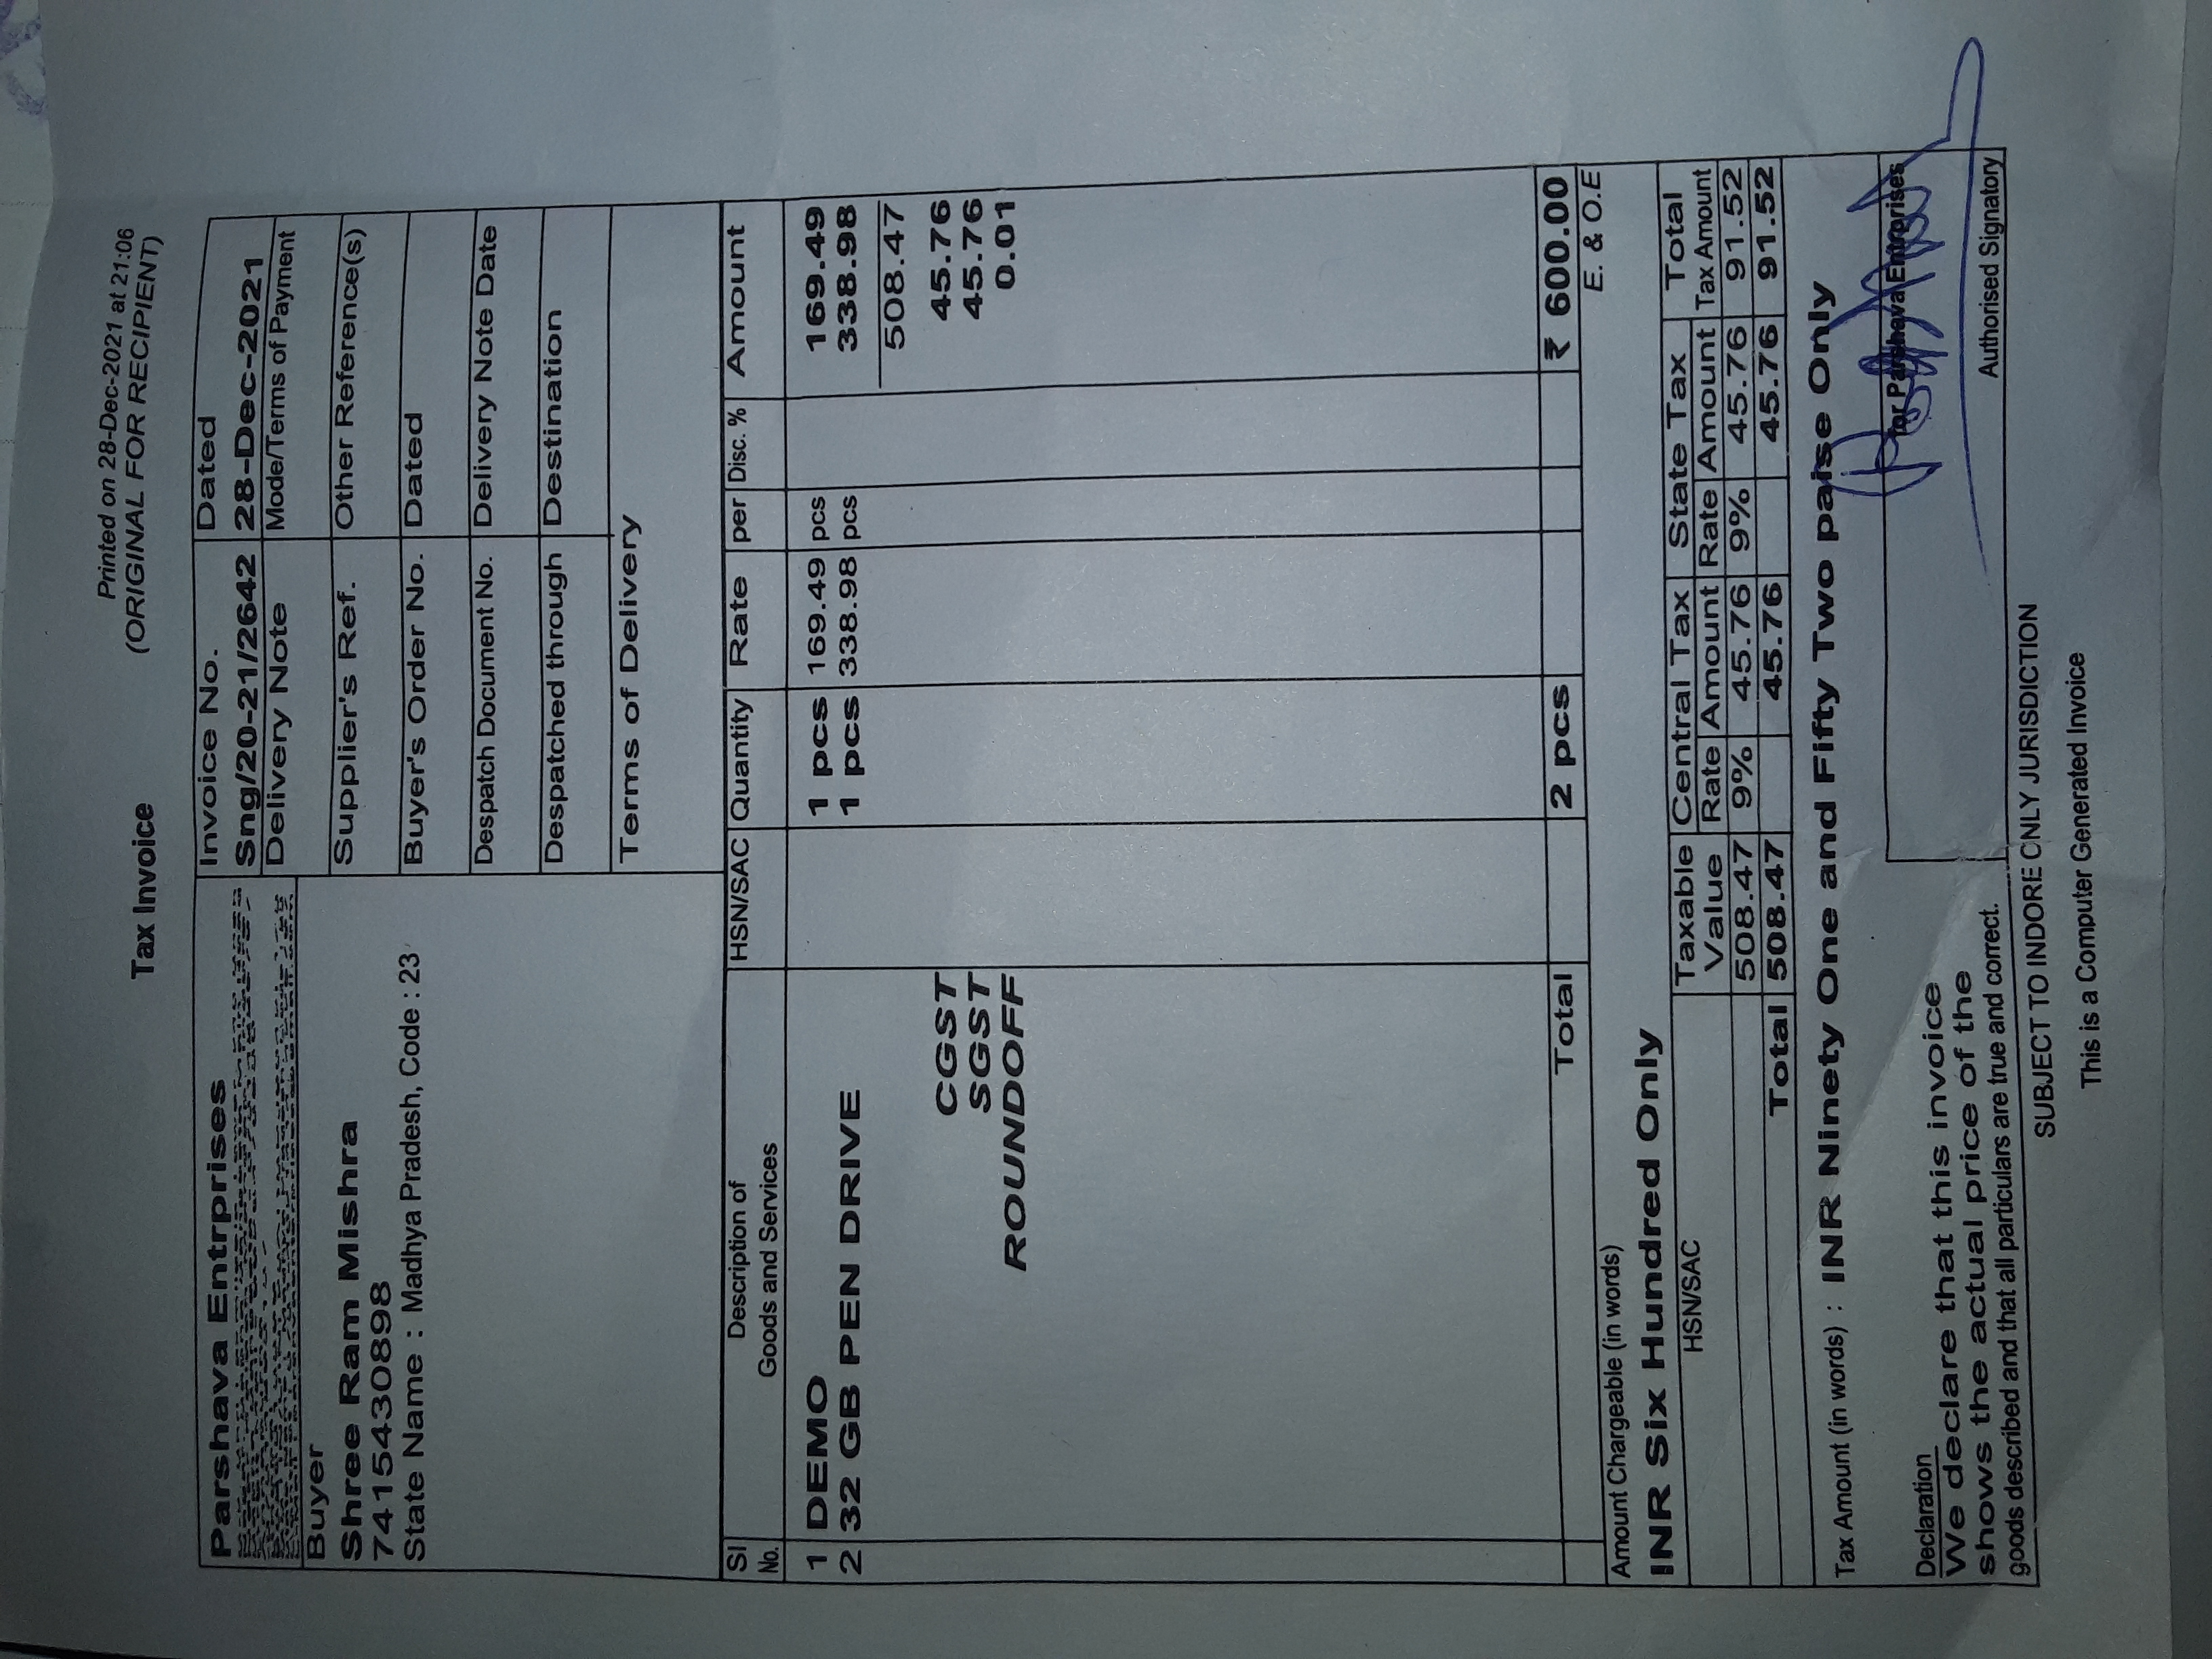 Printed on 28-Dec-2021 at 21:06
Tax Invoice
(ORIGINAL FOR RECIPIENT)
Parshava Entrprises
Invoice No.
Dated
Sng/20-21/2642
28-Dec-2021
Delivery Note
Mode/Terms of Payment
Buyer
Shree Ram Mishra
7415430898
State Name : Madhya Pradesh, Code : 23
Supplier's Ref.
Other Reference(s)
Buyer's Order No.
Dated
Despatch Document No.
Delivery Note Date
Despatched through
Destination
Terms of Delivery
Sl No. Description of Goods and Services HSN/SAC Quantity Rate per Disc. % Amount
1 DEMO 1 pcs 169.49 pcs 169.49
2 32 GB PEN DRIVE 1 pcs 338.98 pcs 338.98
508.47
CGST 45.76
SGST 45.76
ROUNDOFF 0.01
Total 2 pcs ₹ 600.00
E. & O.E
Amount Chargeable (in words)
INR Six Hundred Only
HSN/SAC Taxable Value Central Tax State Tax Total Tax Amount
Rate Amount Rate Amount
508.47 9% 45.76 9% 45.76 91.52
Total 508.47 45.76 45.76 91.52
Tax Amount (in words) : INR Ninety One and Fifty Two paise Only
for Parshava Entrprises
Declaration
We declare that this invoice
shows the actual price of the
goods described and that all particulars are true and correct.
Authorised Signatory
SUBJECT TO INDORE ONLY JURISDICTION
This is a Computer Generated Invoice